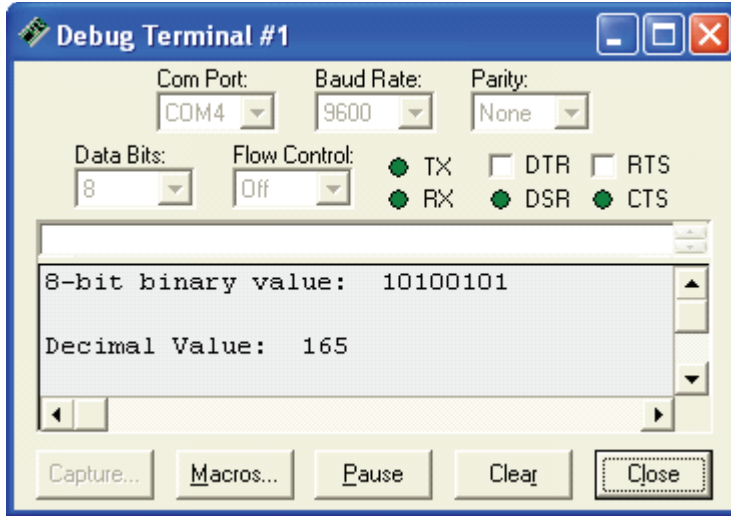 Debug Terminal #1
Com Port: Baud Rate: Parity:
COM4 9600 None
Data Bits: Flow Control: TX DTR RTS
8 Off RX DSR CTS
8-bit binary value:  10100101
Decimal Value:  165
Capture... Macros... Pause Clear Close